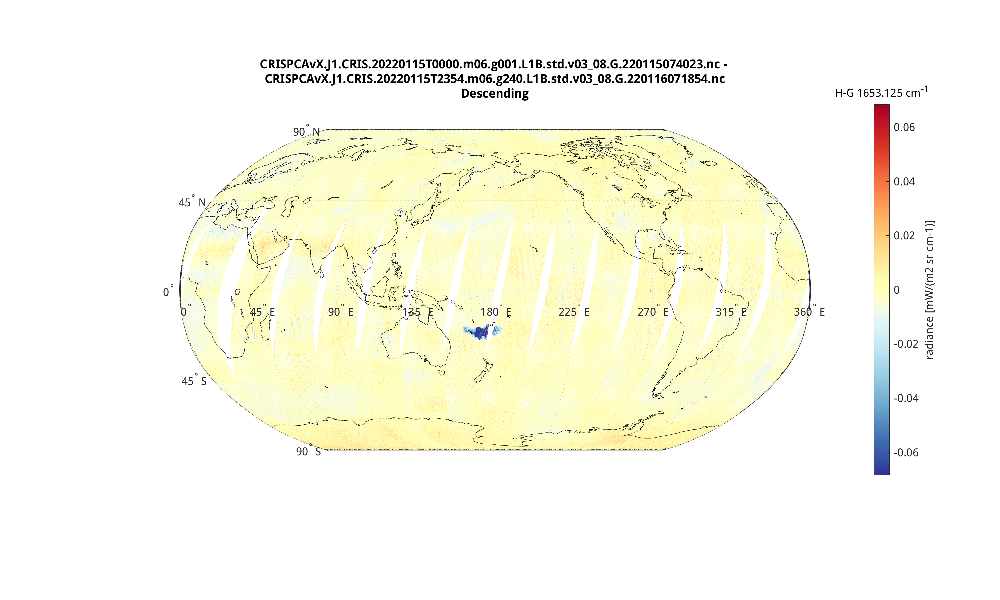 CRISPCAvX.J1.CRIS.20220115T0000.m06.g001.L1B.std.v03_08.G.220115074023.nc -
CRISPCAvX.J1.CRIS.20220115T2354.m06.g240.L1B.std.v03_08.G.220116071854.nc
Descending
H-G 1653.125 cm-1
90° N
45° N
0°
0° 45° E 90° E 135° E 180° E 225° E 270° E 315° E 360° E
45° S
90° S
0.06
0.04
0.02
0
-0.02
-0.04
-0.06
radiance [mW/(m2 sr cm-1)]